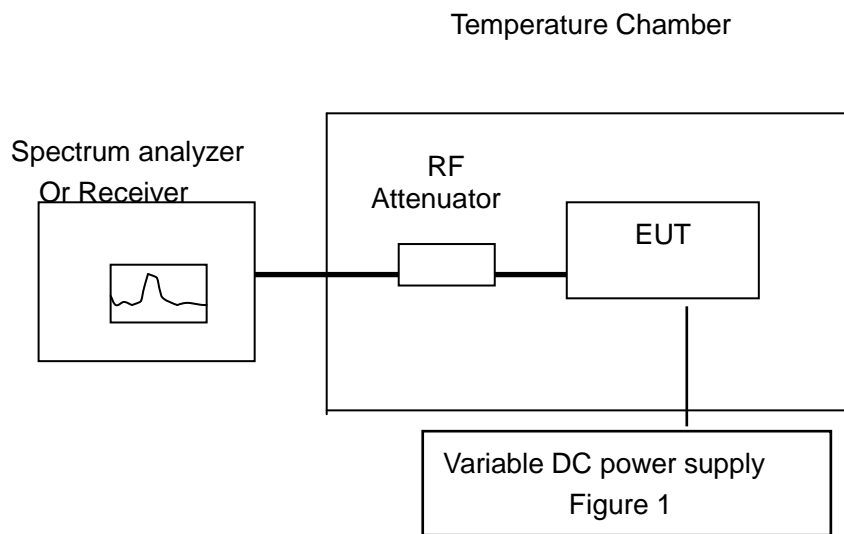 Temperature Chamber
Spectrum analyzer
Or Receiver
RF
Attenuator
EUT
Variable DC power supply
Figure 1